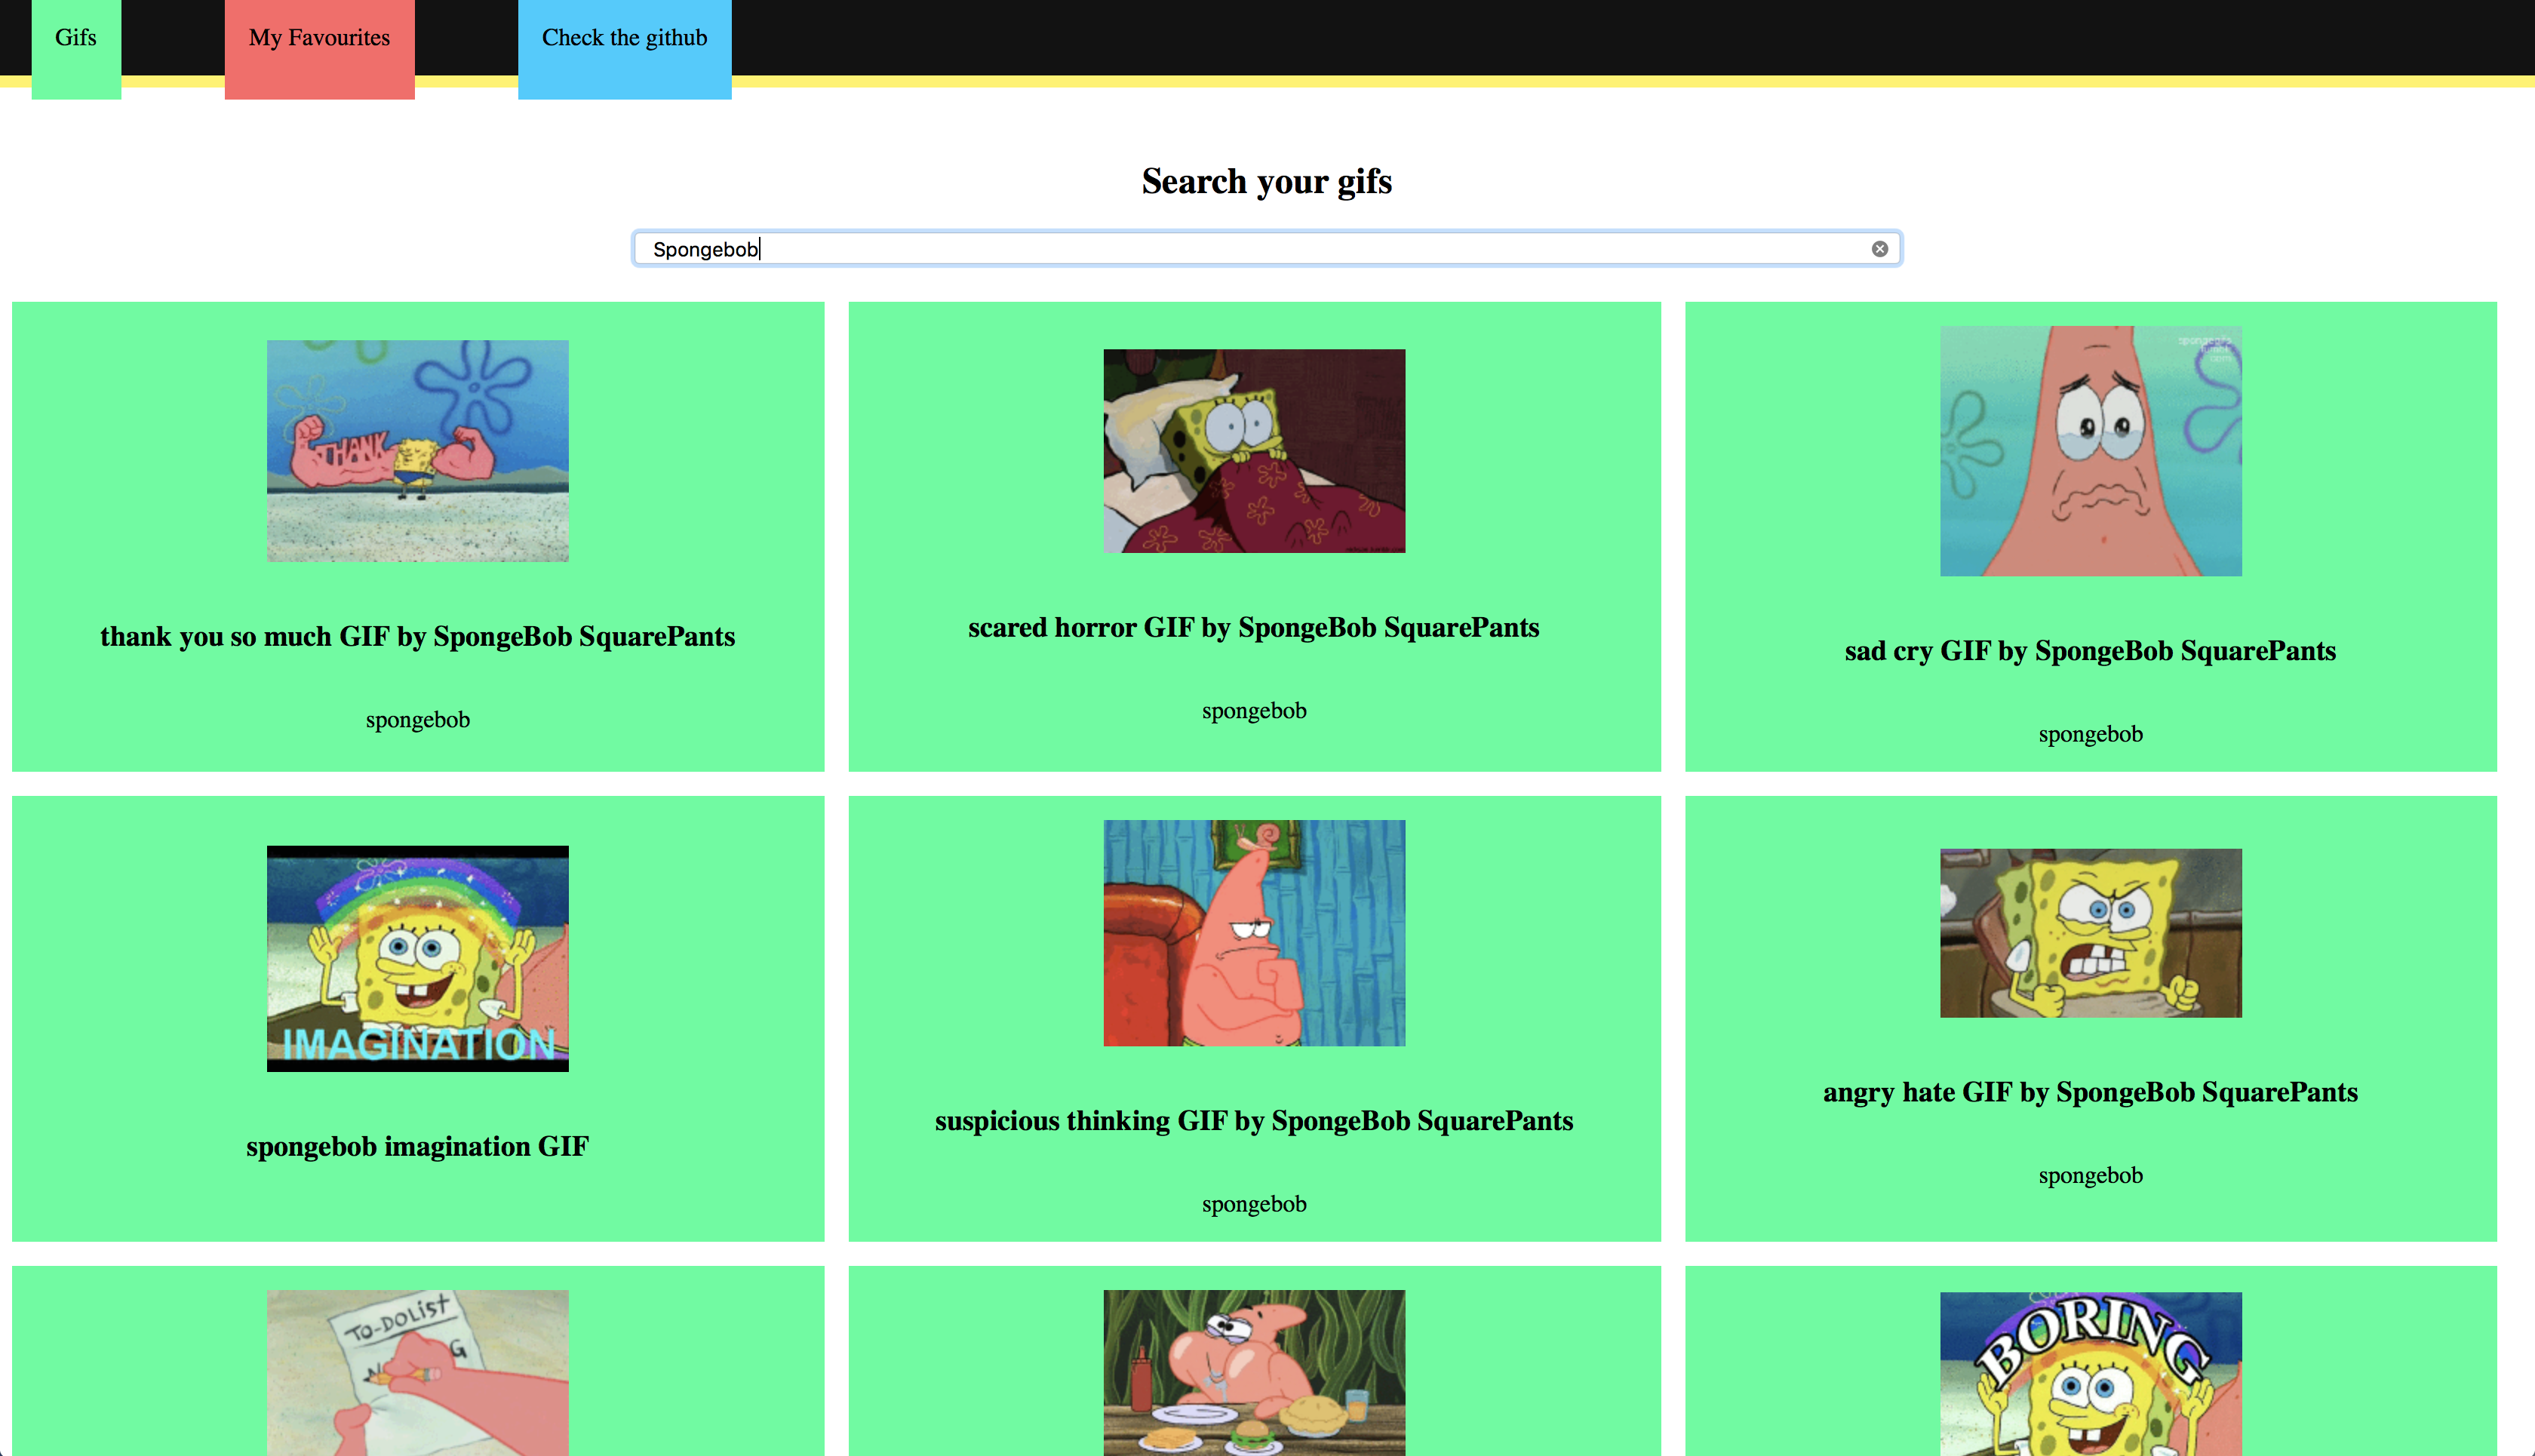 Gifs
My Favourites
Check the github
Search your gifs
Spongebob
THANK
thank you so much GIF by SpongeBob SquarePants
spongebob
scared horror GIF by SpongeBob SquarePants
spongebob
sad cry GIF by SpongeBob SquarePants
spongebob
IMAGINATION
spongebob imagination GIF
suspicious thinking GIF by SpongeBob SquarePants
spongebob
angry hate GIF by SpongeBob SquarePants
spongebob
TO-DO LIST
BORING